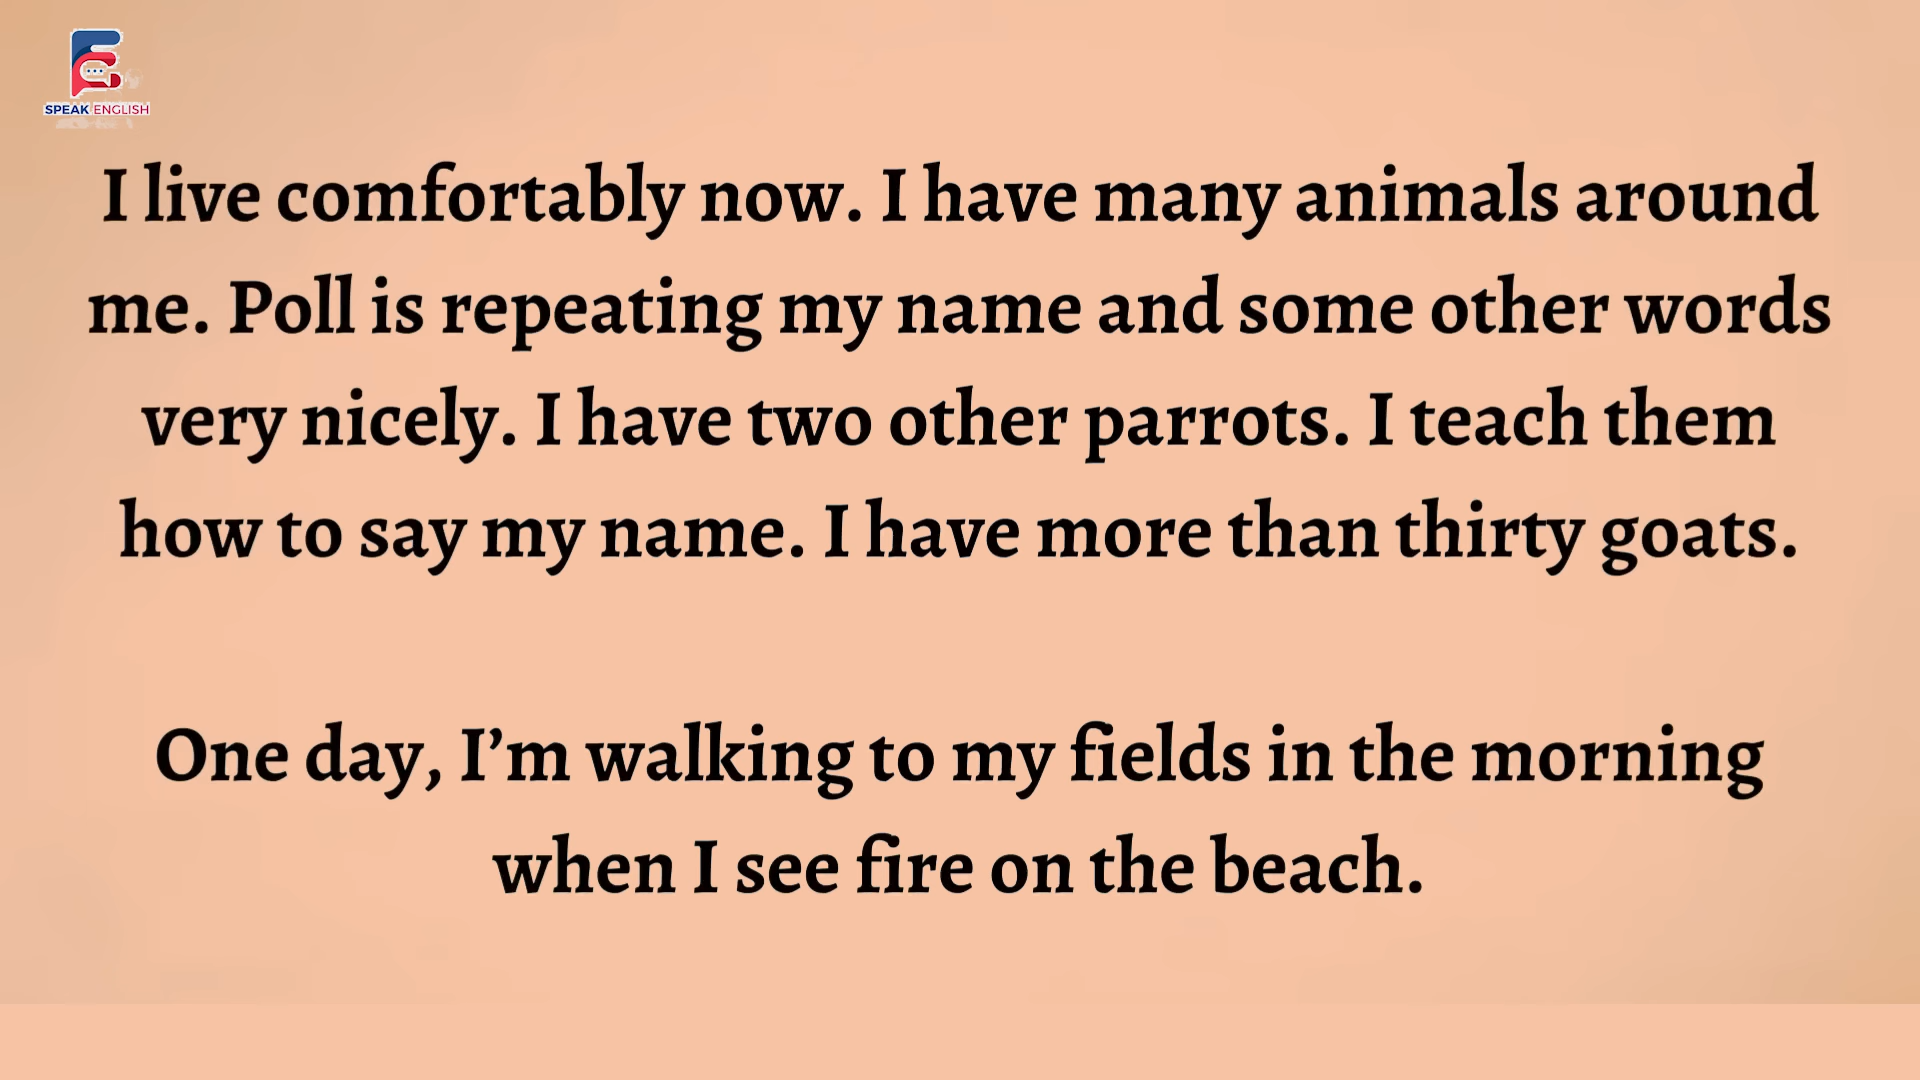 SPEAK ENGLISH
I live comfortably now. I have many animals around
me. Poll is repeating my name and some other words
very nicely. I have two other parrots. I teach them
how to say my name. I have more than thirty goats.
One day, I’m walking to my fields in the morning
when I see fire on the beach.